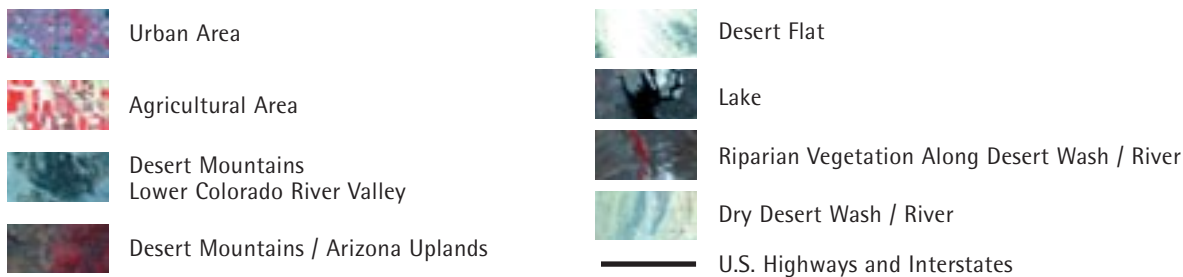 Urban Area
Agricultural Area
Desert Mountains
Lower Colorado River Valley
Desert Mountains / Arizona Uplands
Desert Flat
Lake
Riparian Vegetation Along Desert Wash / River
Dry Desert Wash / River
U.S. Highways and Interstates